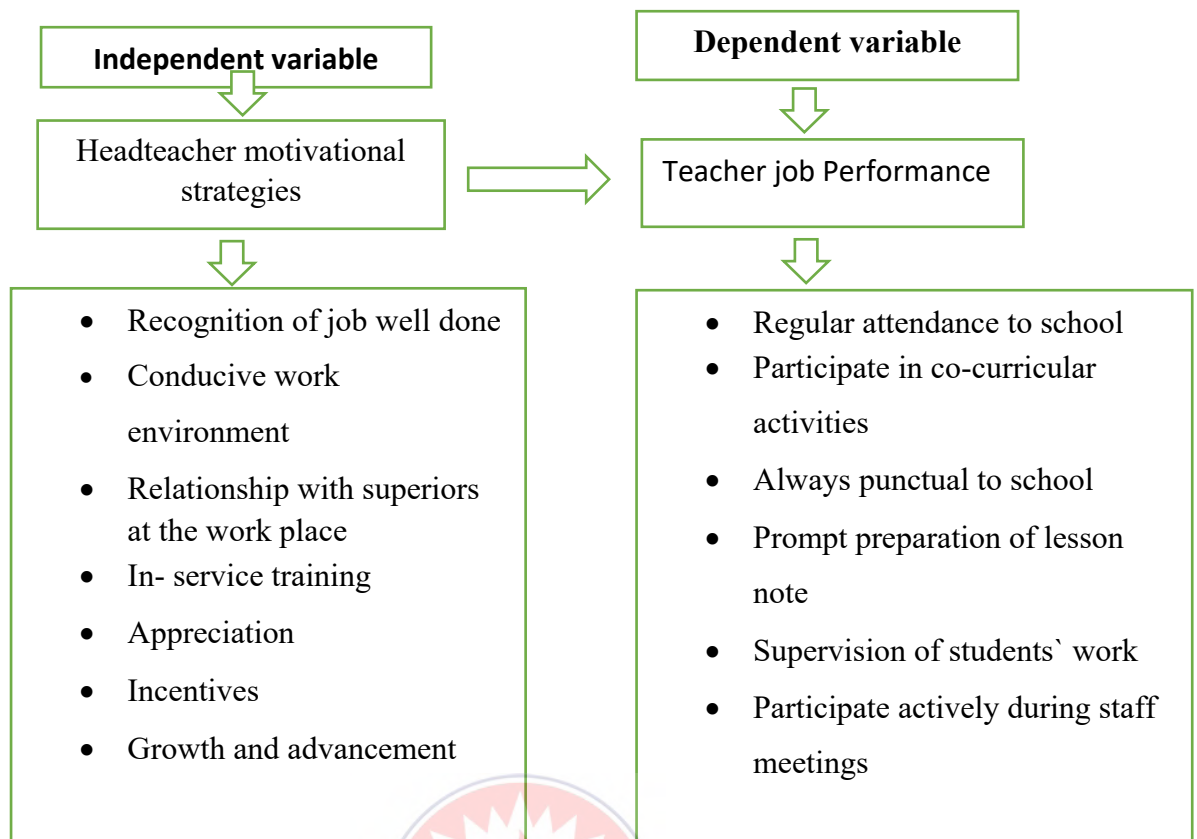 Independent variable
Dependent variable
Headteacher motivational
strategies
Teacher job Performance
• Recognition of job well done
• Conducive work
environment
• Relationship with superiors
at the work place
• In- service training
• Appreciation
• Incentives
• Growth and advancement
• Regular attendance to school
• Participate in co-curricular
activities
• Always punctual to school
• Prompt preparation of lesson
note
• Supervision of students` work
• Participate actively during staff
meetings